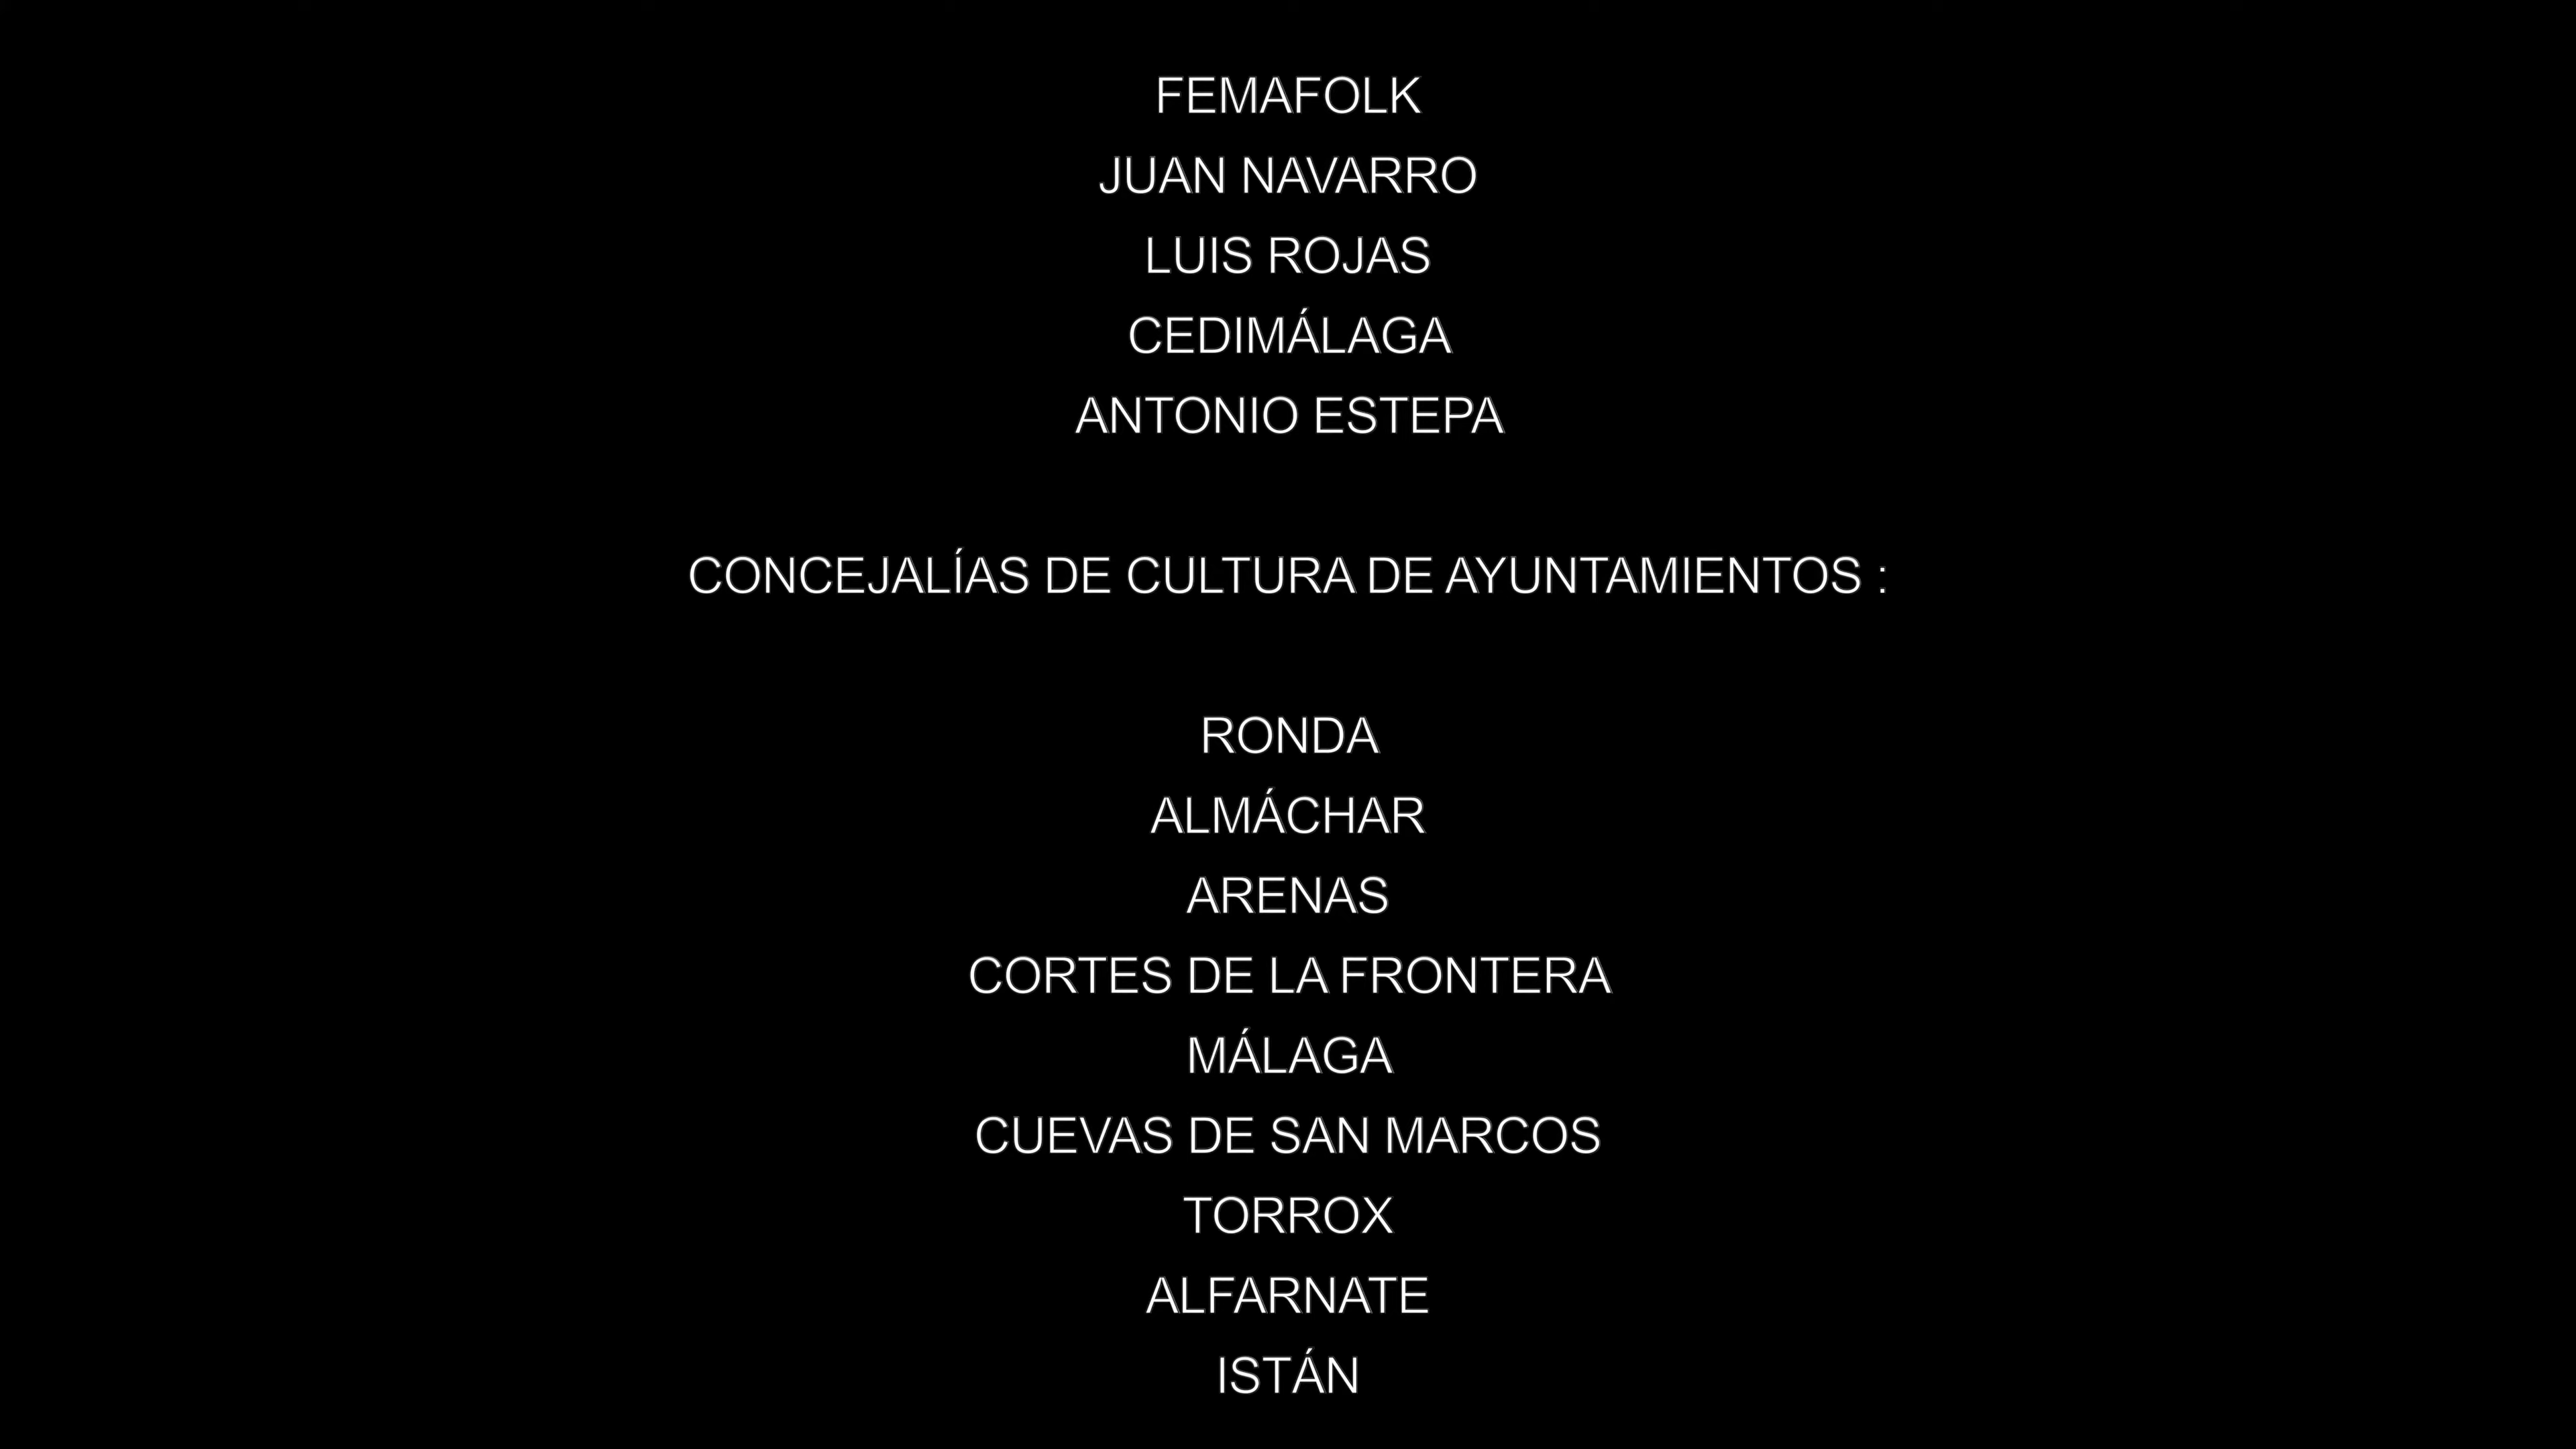 FEMAFOLK
JUAN NAVARRO
LUIS ROJAS
CEDIMÁLAGA
ANTONIO ESTEPA
CONCEJALÍAS DE CULTURA DE AYUNTAMIENTOS :
RONDA
ALMÁCHAR
ARENAS
CORTES DE LA FRONTERA
MÁLAGA
CUEVAS DE SAN MARCOS
TORROX
ALFARNATE
ISTÁN